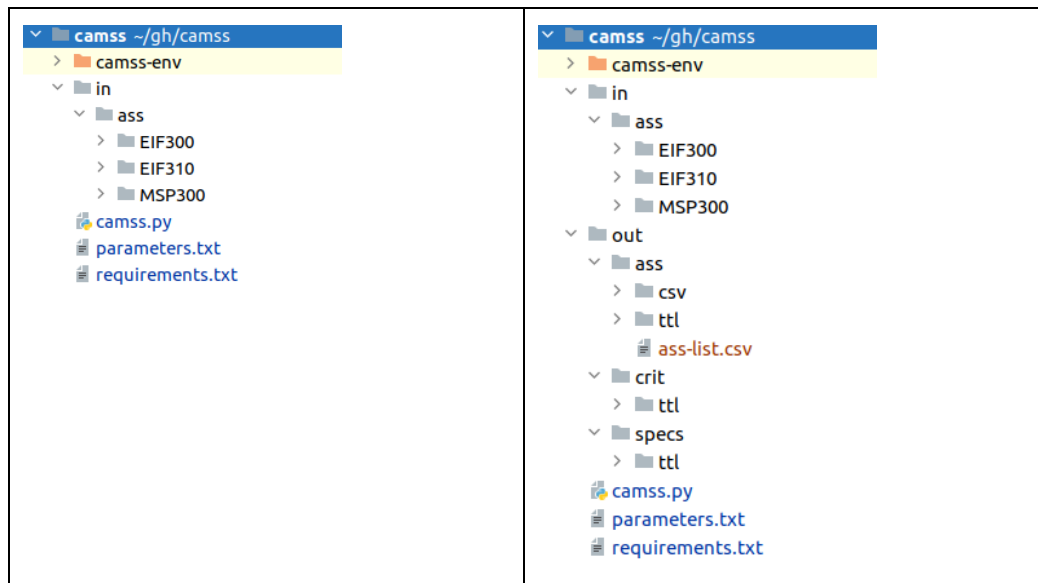 camss ~/gh/camss
camss-env
in
ass
EIF300
EIF310
MSP300
camss.py
parameters.txt
requirements.txt
camss ~/gh/camss
camss-env
in
ass
EIF300
EIF310
MSP300
out
ass
csv
ttl
ass-list.csv
crit
ttl
specs
ttl
camss.py
parameters.txt
requirements.txt